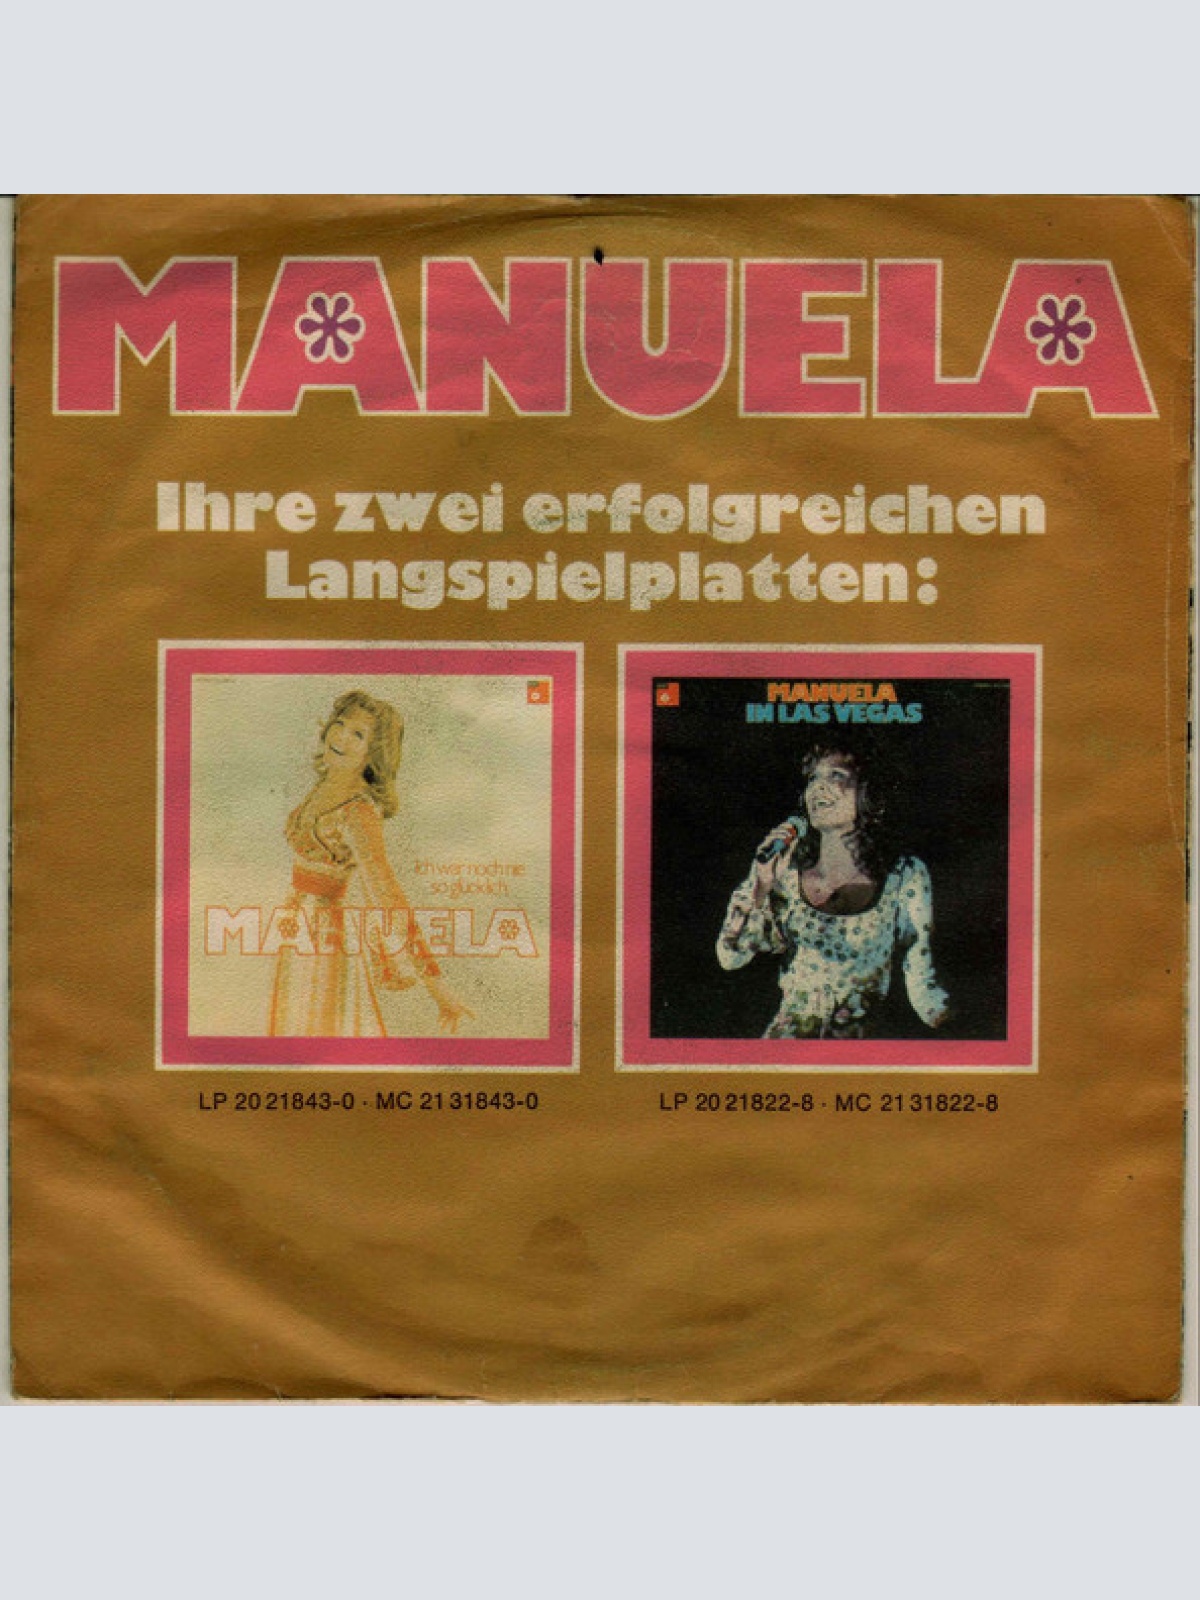 MANUELA
Ihre zwei erfolgreichen
Langspielplatten:
Ich war noch nie
so glücklich
MANUELA
MANUELA
IN LAS VEGAS
LP 20 21843-0 · MC 21 31843-0
LP 20 21822-8 · MC 21 31822-8